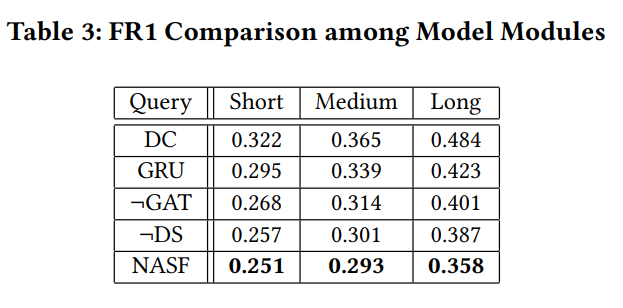 Table 3: FR1 Comparison among Model Modules
Query Short Medium Long
DC 0.322 0.365 0.484
GRU 0.295 0.339 0.423
¬GAT 0.268 0.314 0.401
¬DS 0.257 0.301 0.387
NASF 0.251 0.293 0.358